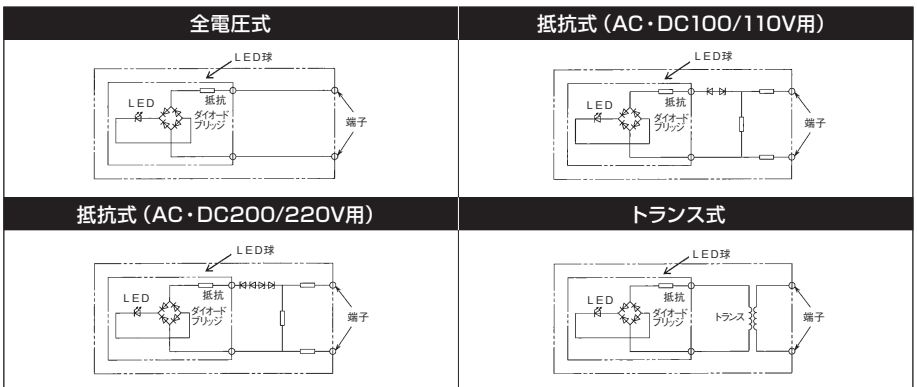 全電圧式
LED球
LED
抵抗
ダイオード
ブリッジ
端子
抵抗式（AC・DC100/110V用）
LED球
LED
抵抗
ダイオード
ブリッジ
端子
抵抗式（AC・DC200/220V用）
LED球
LED
抵抗
ダイオード
ブリッジ
端子
トランス式
LED球
LED
抵抗
ダイオード
ブリッジ
トランス
端子